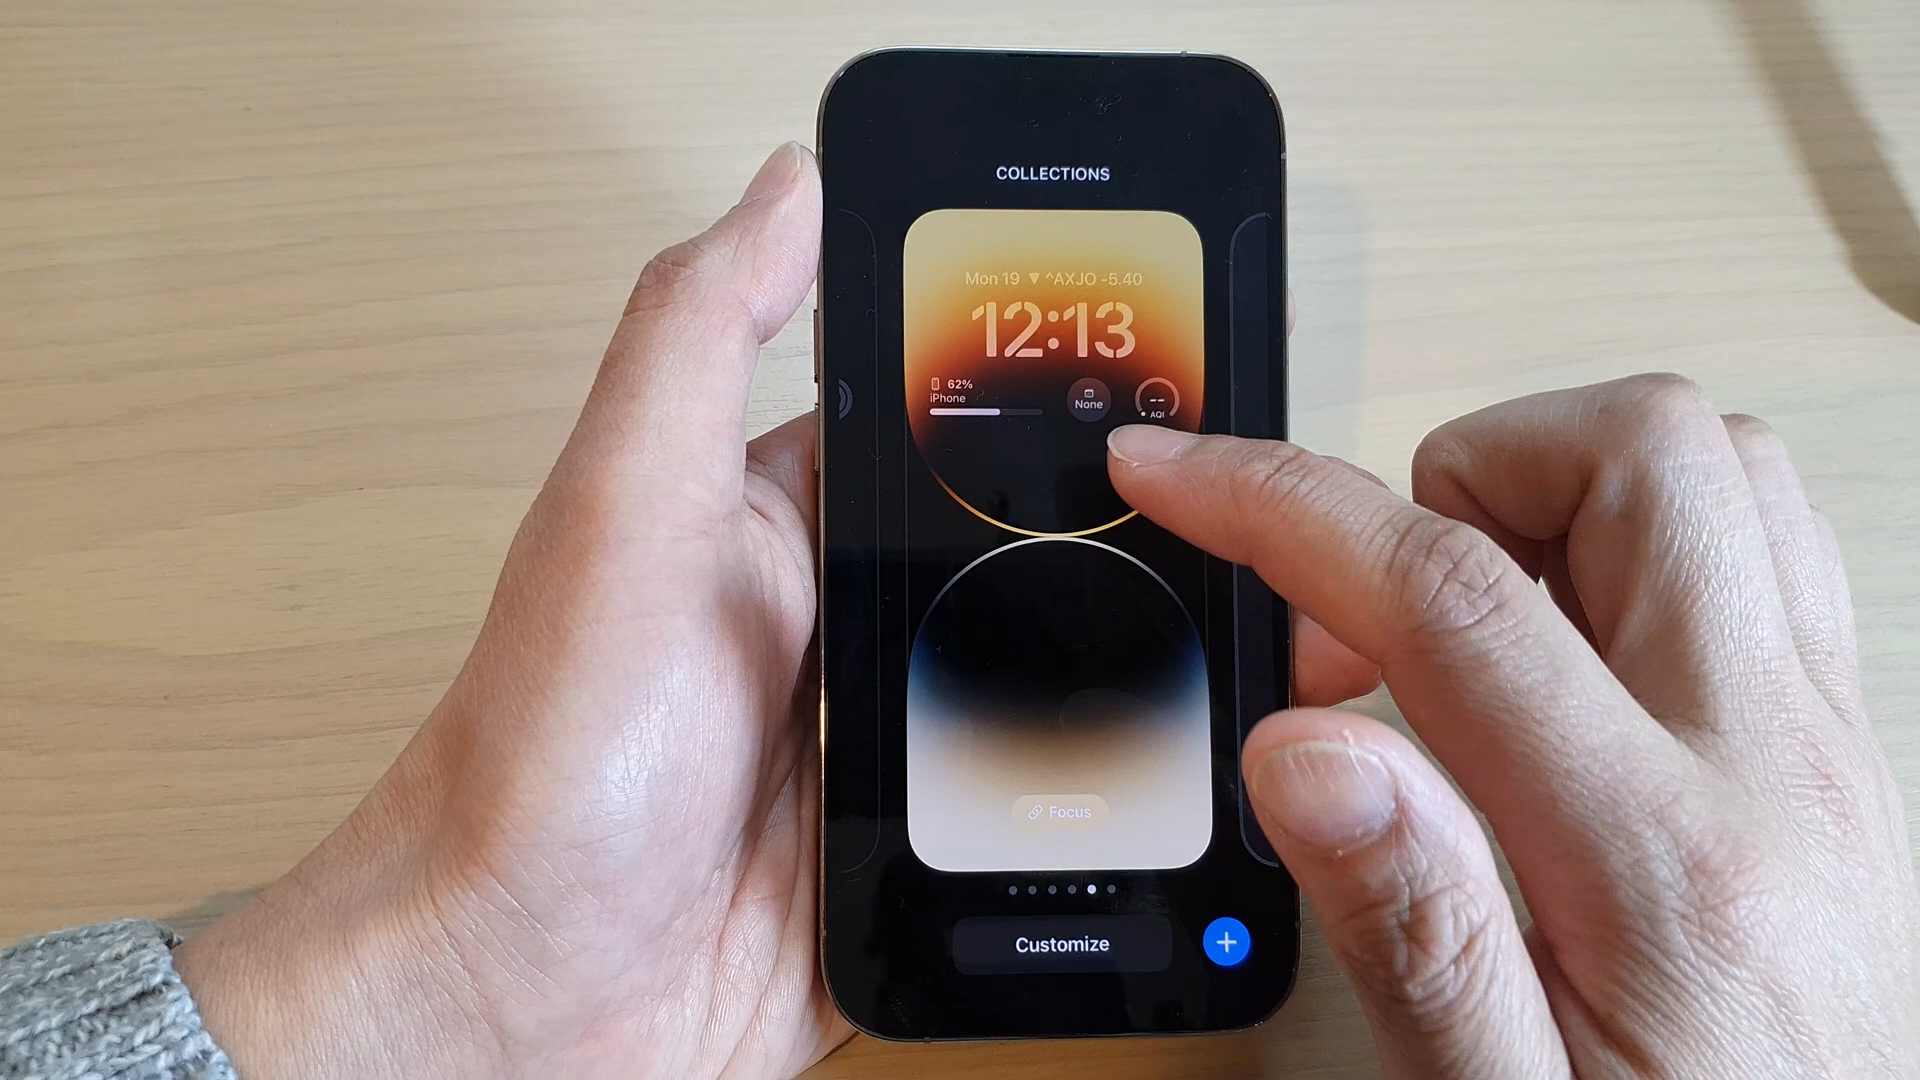 COLLECTIONS
Mon 19 ▼ ^AXJO -5.40
12:13
62%
iPhone
None
--
AQI
Focus
Customize
+